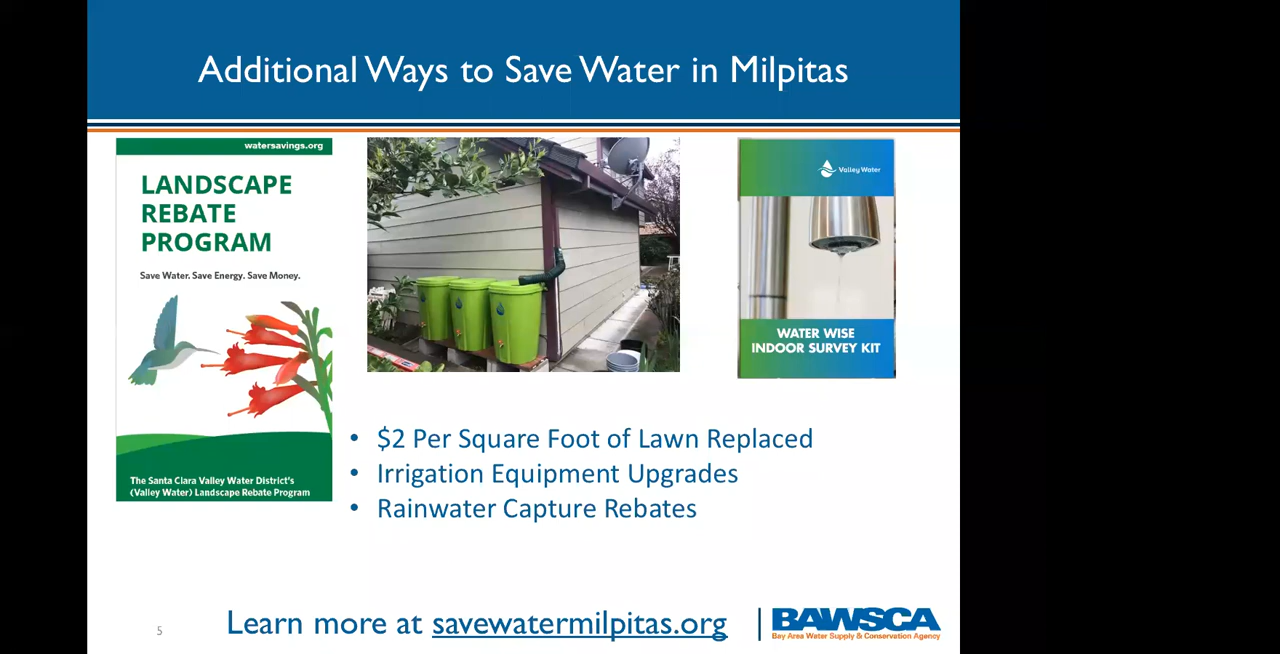 Additional Ways to Save Water in Milpitas
watersavings.org
LANDSCAPE
REBATE
PROGRAM
Save Water. Save Energy. Save Money.
The Santa Clara Valley Water District's
(Valley Water) Landscape Rebate Program
Valley Water
WATER WISE
INDOOR SURVEY KIT
• $2 Per Square Foot of Lawn Replaced
• Irrigation Equipment Upgrades
• Rainwater Capture Rebates
5
Learn more at savewatermilpitas.org
BAWSCA
Bay Area Water Supply & Conservation Agency